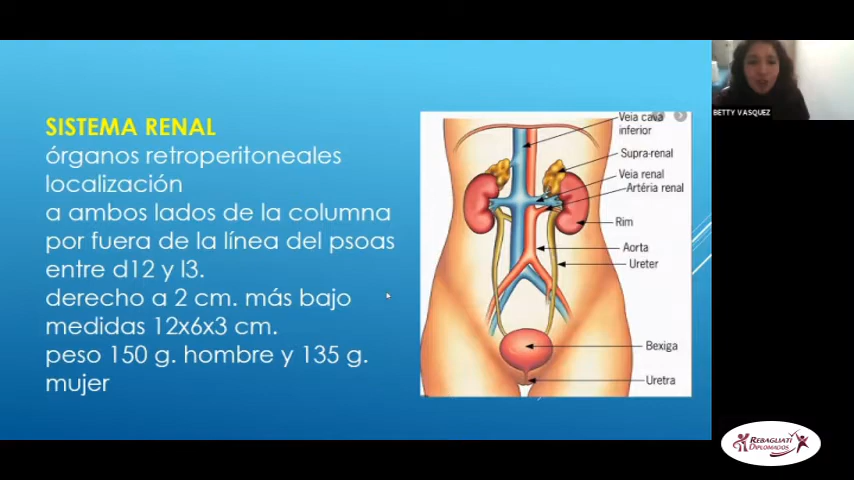 SISTEMA RENAL
órganos retroperitoneales
localización
a ambos lados de la columna
por fuera de la línea del psoas
entre d12 y l3.
derecho a 2 cm. más bajo
medidas 12x6x3 cm.
peso 150 g. hombre y 135 g.
mujer
Veia cava
inferior
Supra-renal
Veia renal
Artéria renal
Rim
Aorta
Ureter
Bexiga
Uretra
BETTY VASQUEZ
REBAGLIATI
DIPLOMADOS